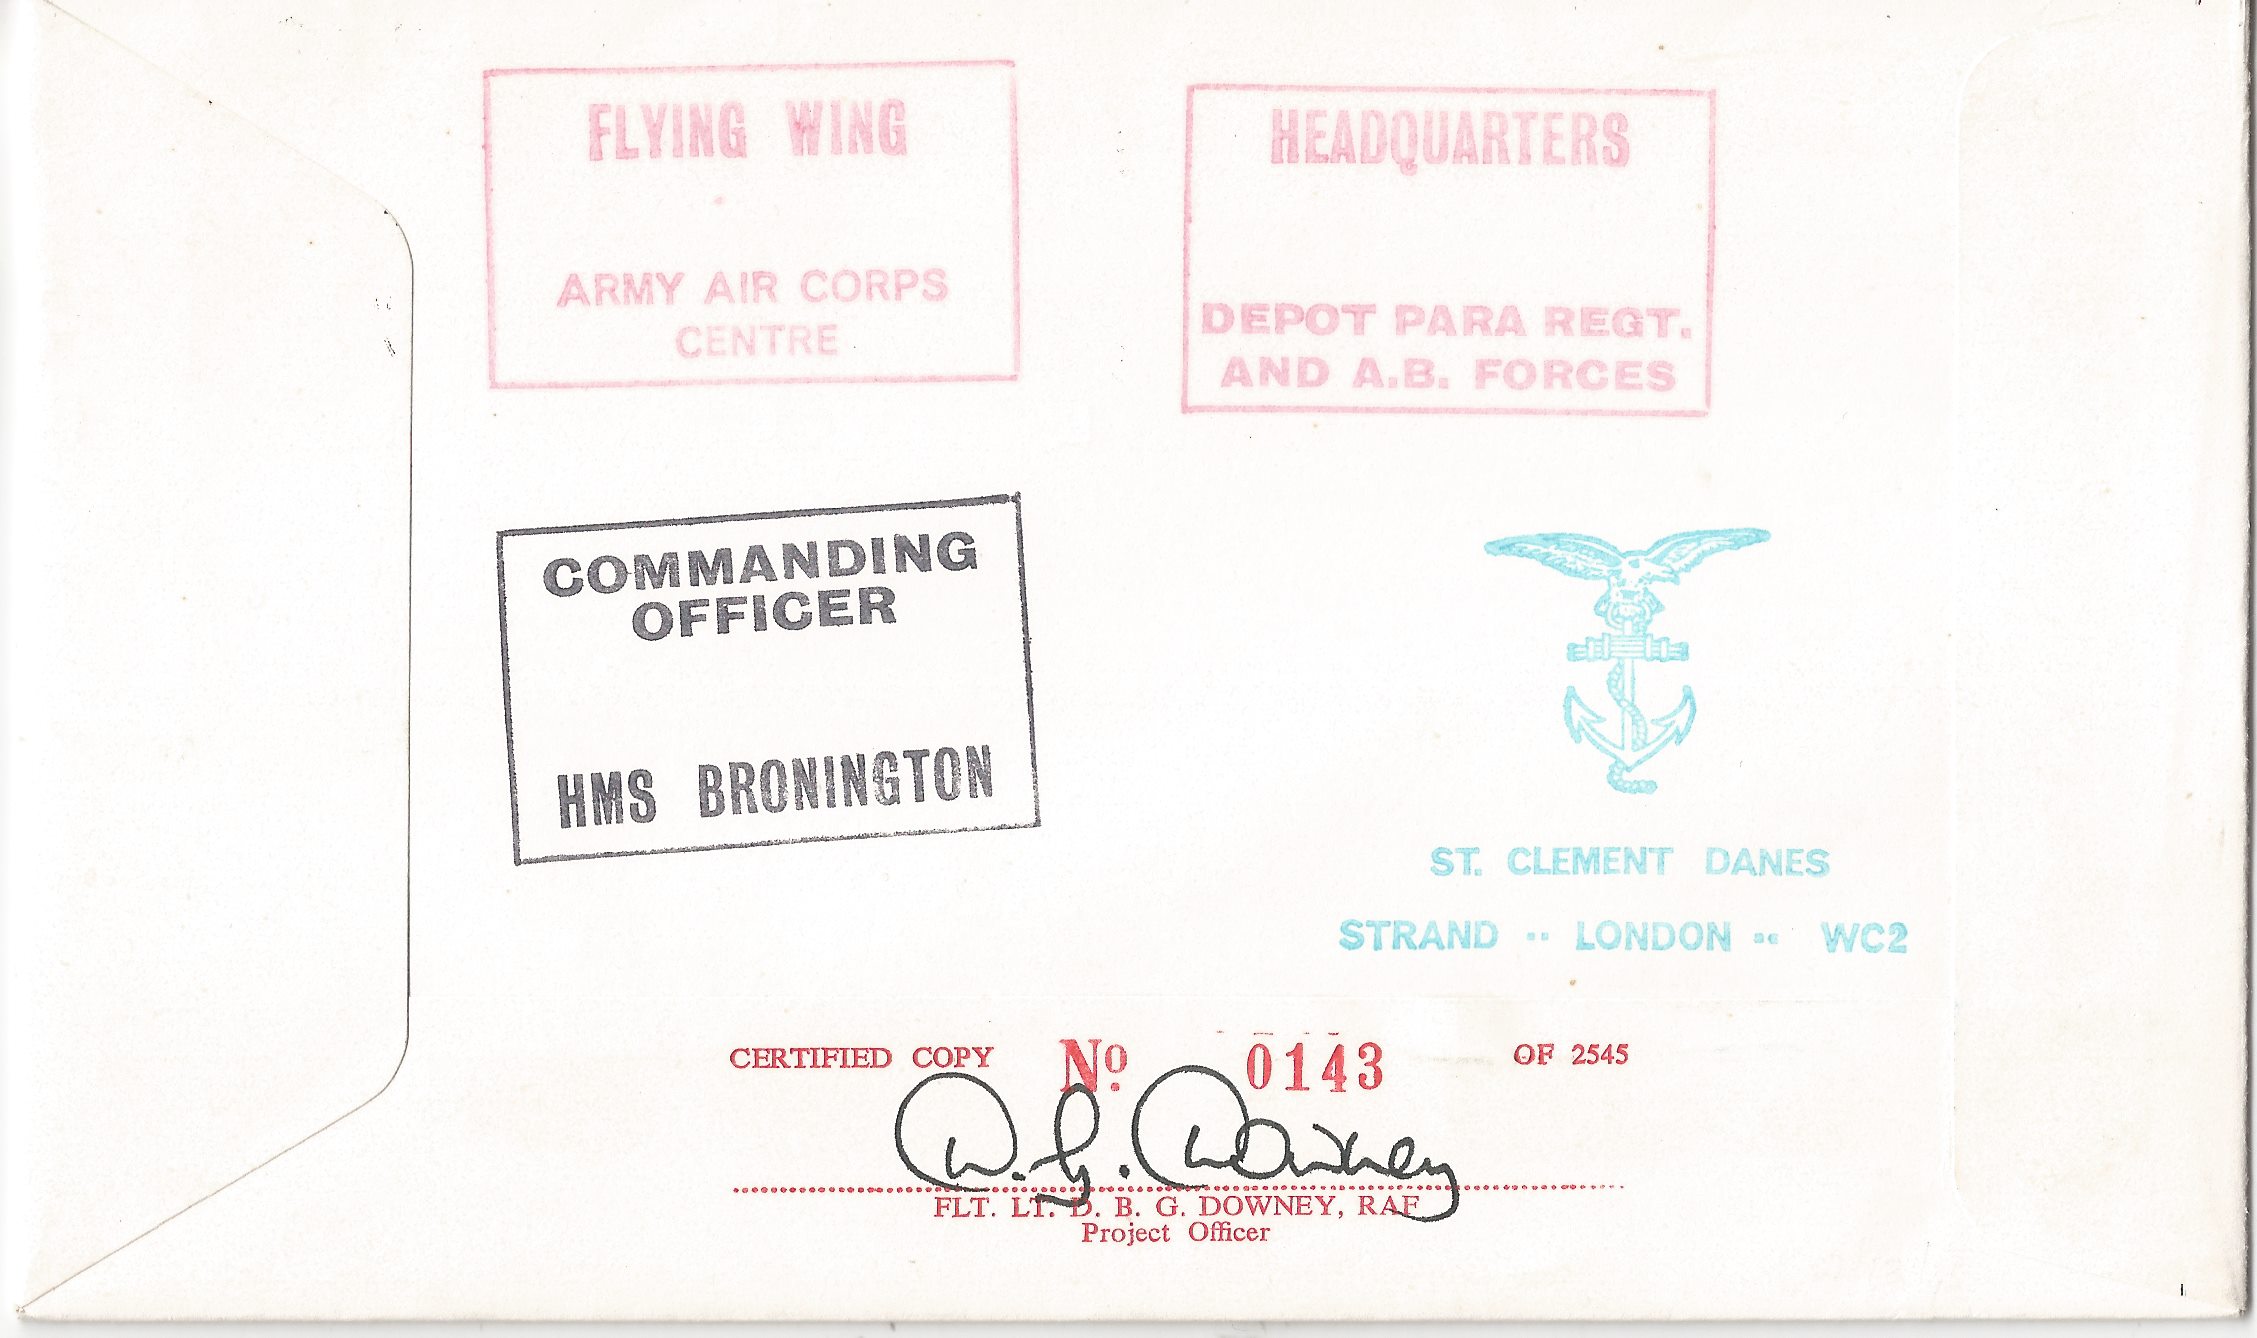 FLYING WING
ARMY AIR CORPS
CENTRE
HEADQUARTERS
DEPOT PARA REGT.
AND A.B. FORCES
COMMANDING
OFFICER
HMS BRONINGTON
ST. CLEMENT DANES
STRAND •• LONDON •• WC2
CERTIFIED COPY No. 0143 OF 2545
D. G. Downey
FLT. LT. D. B. G. DOWNEY, RAF
Project Officer